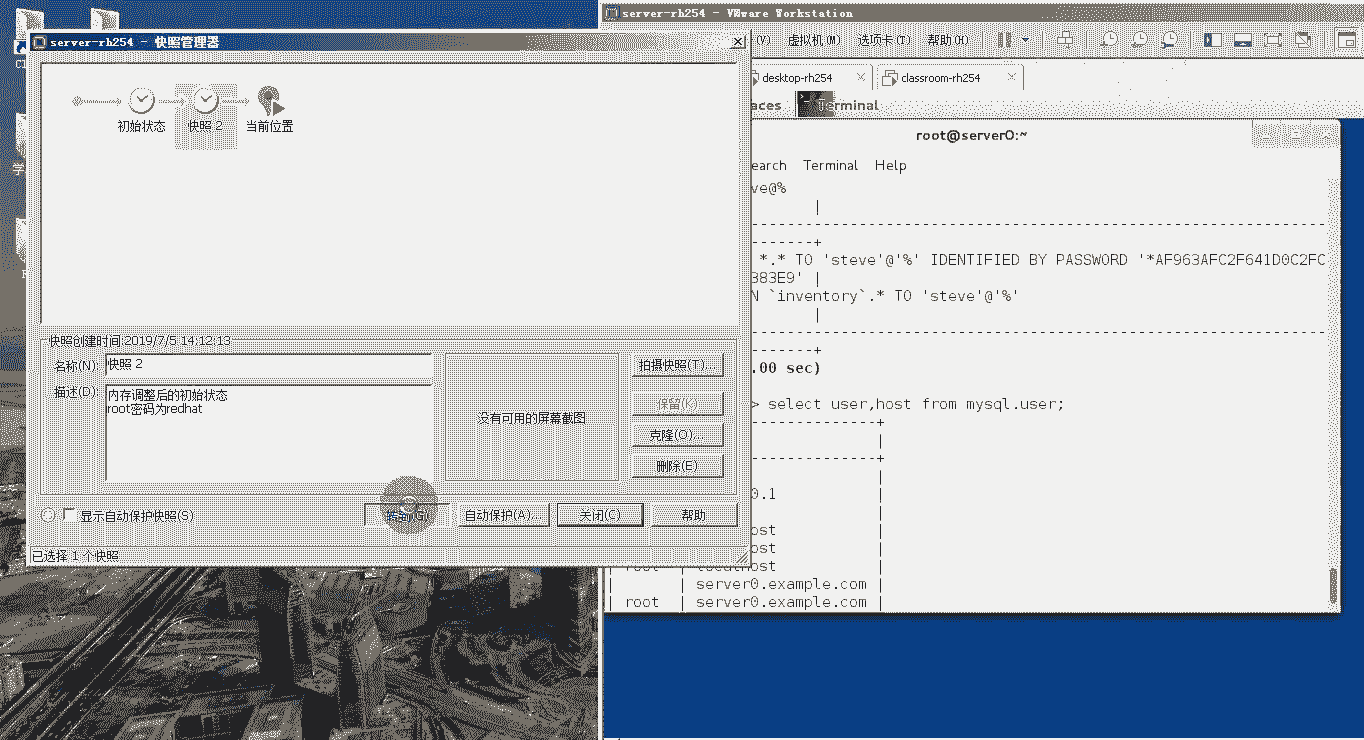 server-rh254 - 快照管理器
初始状态
快照 2
当前位置
快照创建时间:2019/7/5 14:12:13
名称(N):
快照 2
描述(D):
内存调整后的初始状态
root密码为redhat
没有可用的屏幕截图
拍摄快照(T)...
保留(K)
克隆(O)...
删除(E)
显示自动保护快照(S)
转到(G)
自动保护(A)...
关闭(C)
帮助
已选择 1 个快照
server-rh254 - VMware Workstation
(V) 虚拟机(M) 选项卡(T) 帮助(H)
desktop-rh254
classroom-rh254
aces Terminal
root@server0:~
earch Terminal Help
ve@%
|
--------+
*.* TO 'steve'@'%' IDENTIFIED BY PASSWORD '*AF963AFC2F641D0C2FC
383E9' |
N `inventory`.* TO 'steve'@'%'
|
--------+
.00 sec)
> select user,host from mysql.user;
---------------+
|
---------------+
|
0.1 |
|
ost |
ost |
root | localhost |
| | server0.example.com |
| root | server0.example.com |